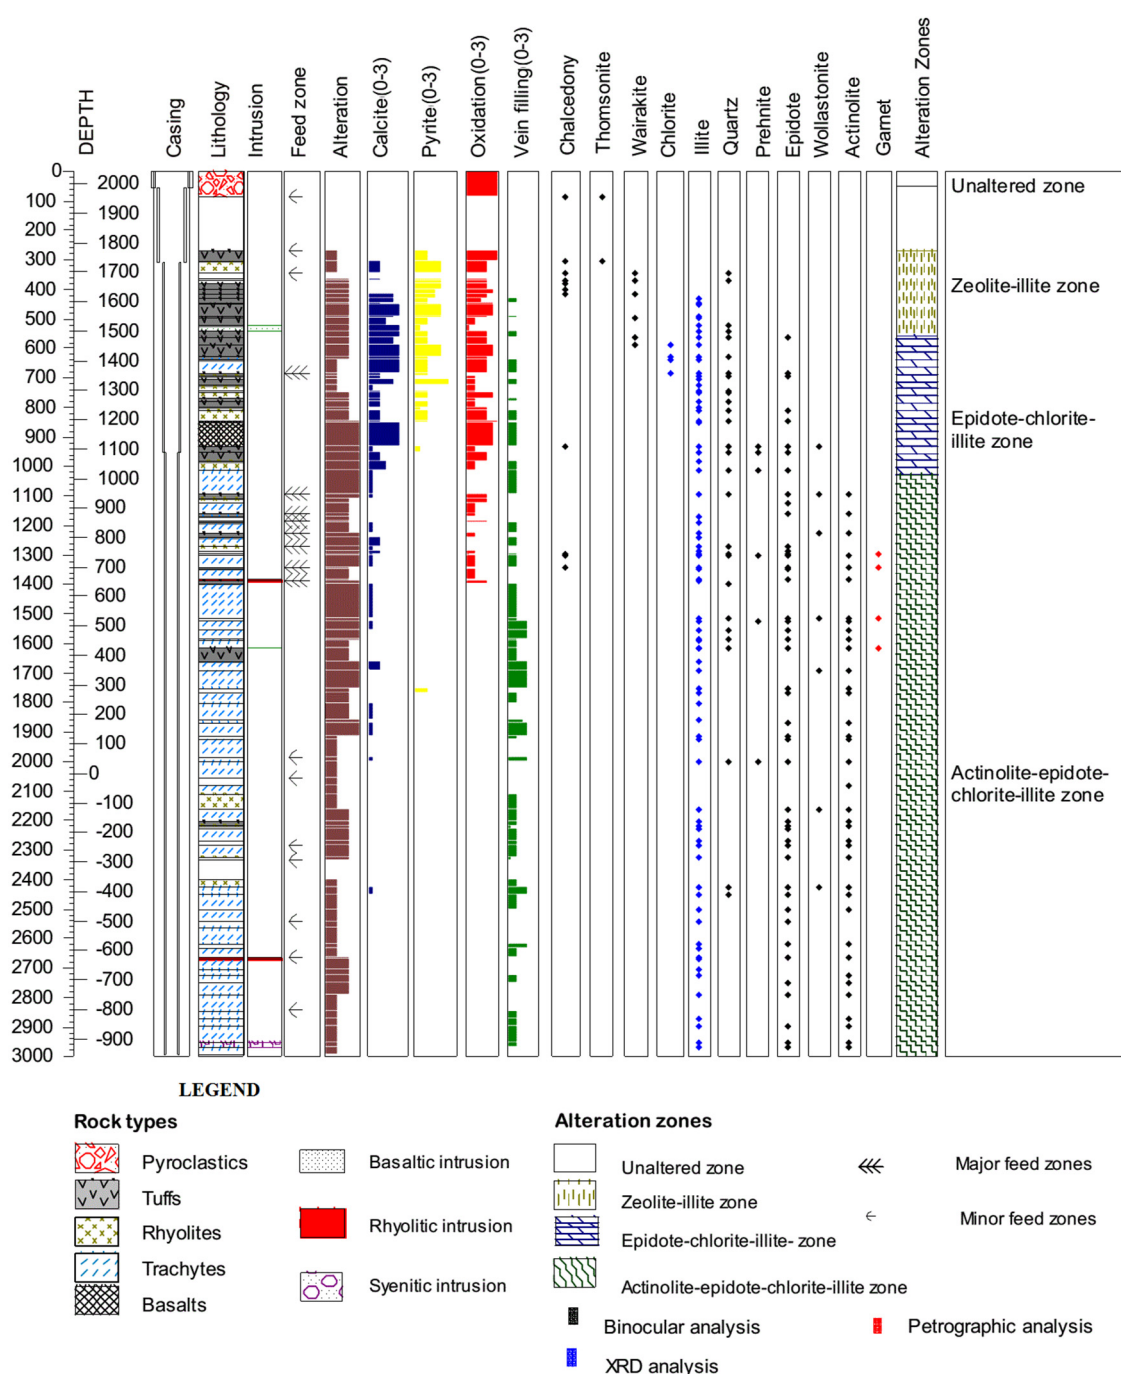 DEPTH
Casing
Lithology
Intrusion
Feed zone
Alteration
Calcite(0-3)
Pyrite(0-3)
Oxidation(0-3)
Vein filling(0-3)
Chalcedony
Thomsonite
Wairakite
Chlorite
Illite
Quartz
Prehnite
Epidote
Wollastonite
Actinolite
Garnet
Alteration Zones
0
2000
100
1900
200
1800
300
1700
400
1600
500
1500
600
1400
700
1300
800
1200
900
1100
1000
1000
1100
900
1200
800
1300
700
1400
600
1500
500
1600
400
1700
300
1800
200
1900
100
2000
0
2100
-100
2200
-200
2300
-300
2400
-400
2500
-500
2600
-600
2700
-700
2800
-800
2900
-900
3000
Unaltered zone
Zeolite-illite zone
Epidote-chlorite-
illite zone
Actinolite-epidote-
chlorite-illite zone
LEGEND
Rock types
Pyroclastics
Tuffs
Rhyolites
Trachytes
Basalts
Basaltic intrusion
Rhyolitic intrusion
Syenitic intrusion
Alteration zones
Unaltered zone
Zeolite-illite zone
Epidote-chlorite-illite- zone
Actinolite-epidote-chlorite-illite zone
Major feed zones
Minor feed zones
Binocular analysis
Petrographic analysis
XRD analysis